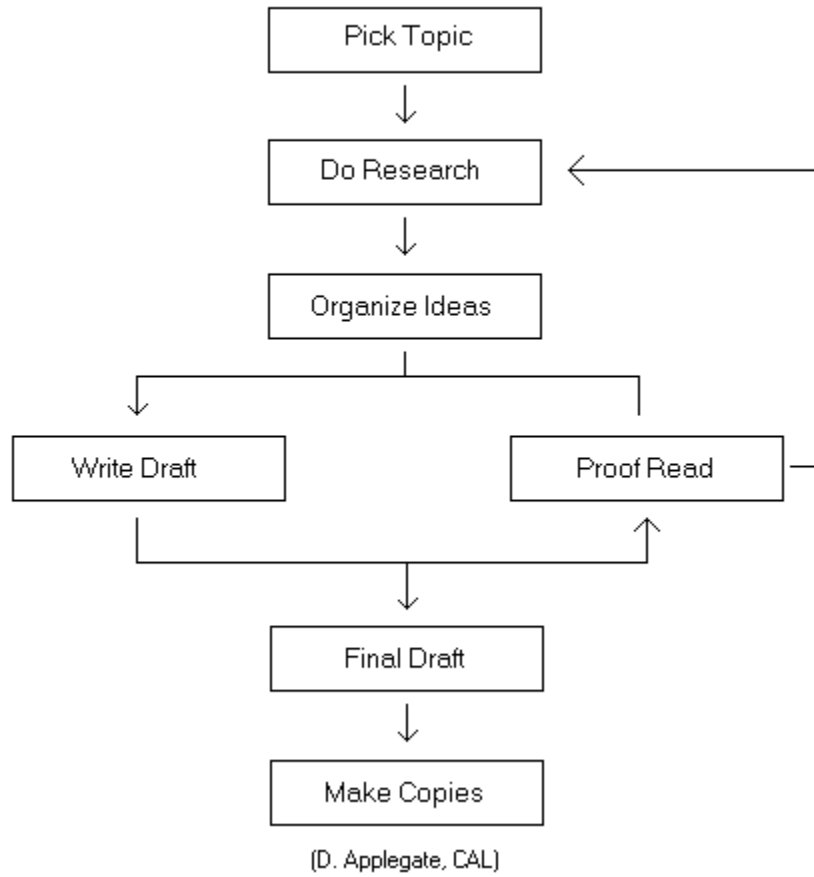 Pick Topic
Do Research
Organize Ideas
Write Draft
Proof Read
Final Draft
Make Copies
(D. Applegate, CAL)